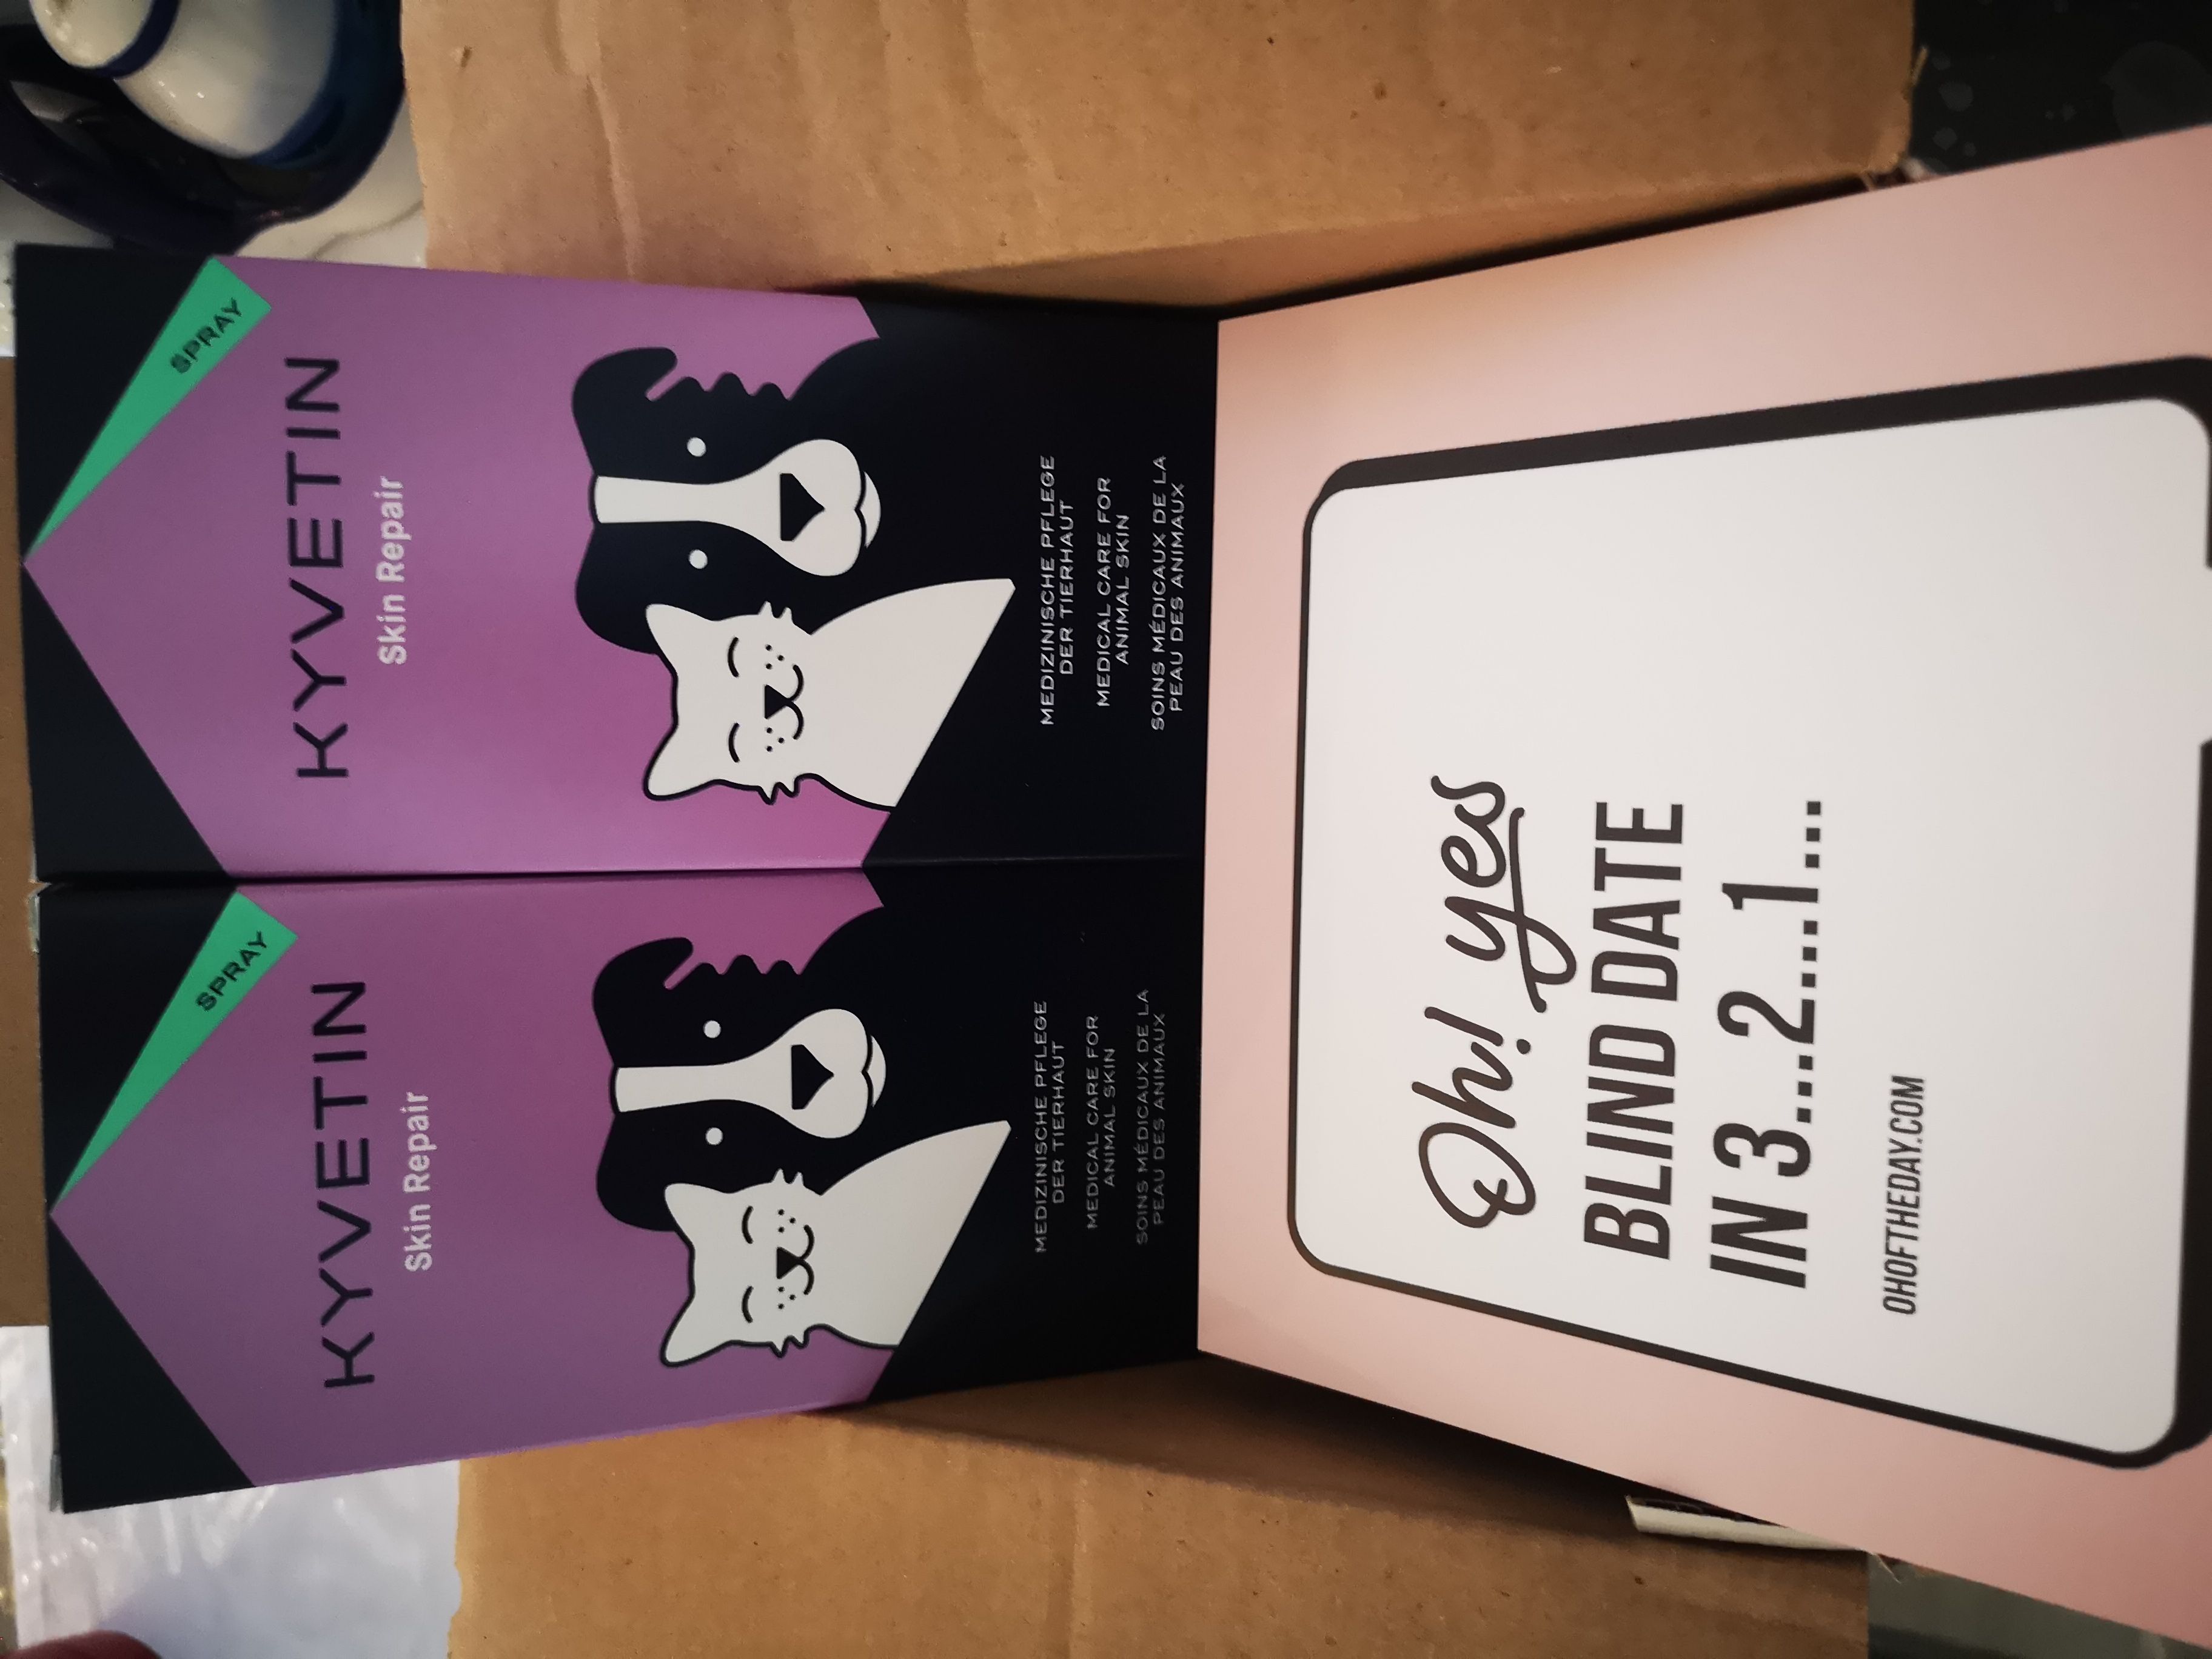 SPRAY
KYVETIN
Skin Repair
MEDIZINISCHE PFLEGE
DER TIERHAUT
MEDICAL CARE FOR
ANIMAL SKIN
SOINS MÉDICAUX DE LA
PEAU DES ANIMAUX
SPRAY
KYVETIN
Skin Repair
MEDIZINISCHE PFLEGE
DER TIERHAUT
MEDICAL CARE FOR
ANIMAL SKIN
SOINS MÉDICAUX DE LA
PEAU DES ANIMAUX
Oh! yes
BLIND DATE
IN 3...2...1...
OHOFTHEDAY.COM